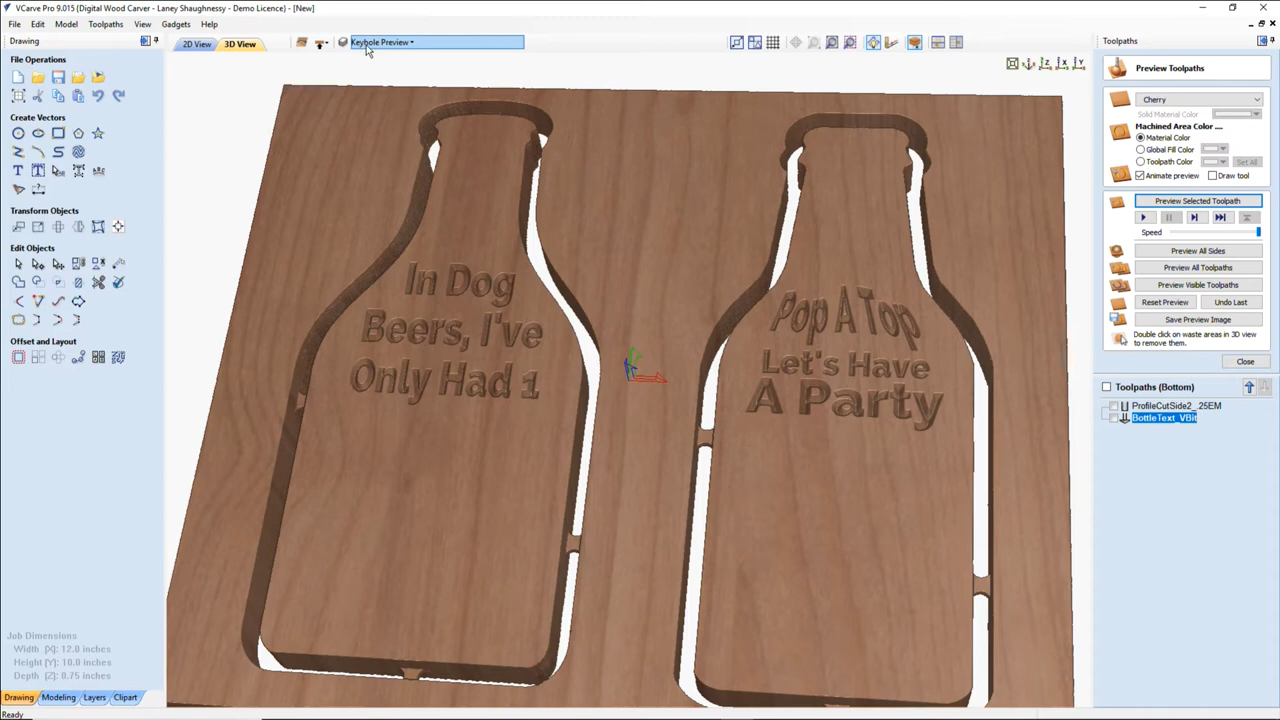 VCarve Pro 9.015 (Digital Wood Carver - Laney Shaughnessy - Demo Licence) - [New]
File Edit Model Toolpaths View Gadgets Help
Drawing
2D View 3D View
Keyhole Preview
Toolpaths
File Operations
Create Vectors
Transform Objects
Edit Objects
Offset and Layout
Job Dimensions
Width [X]: 12.0 inches
Height [Y]: 10.0 inches
Depth [Z]: 0.75 inches
Drawing Modeling Layers Clipart
Ready
In Dog
Beers, I've
Only Had 1
Pop A Top
Let's Have
A Party
Preview Toolpaths
Cherry
Solid Material Color
Machined Area Color ....
Material Color
Global Fill Color
Toolpath Color Set All
Animate preview Draw tool
Preview Selected Toolpath
Speed
Preview All Sides
Preview All Toolpaths
Preview Visible Toolpaths
Reset Preview Undo Last
Save Preview Image
Double click on waste areas in 3D view
to remove them.
Close
Toolpaths (Bottom)
ProfileCutSide2_.25EM
BottleText_VBit